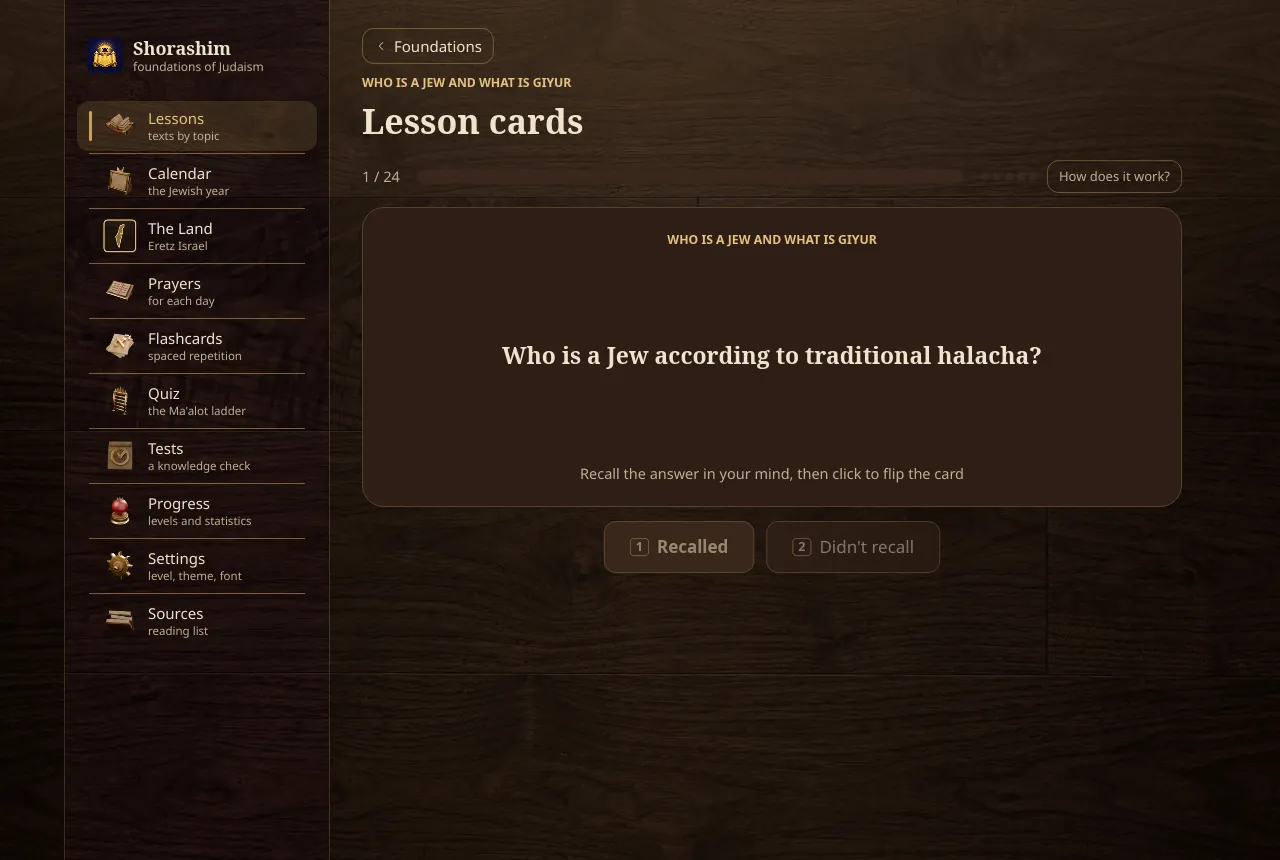 Shorashim
foundations of Judaism
Lessons
texts by topic
Calendar
the Jewish year
The Land
Eretz Israel
Prayers
for each day
Flashcards
spaced repetition
Quiz
the Ma'alot ladder
Tests
a knowledge check
Progress
levels and statistics
Settings
level, theme, font
Sources
reading list
Foundations
WHO IS A JEW AND WHAT IS GIYUR
Lesson cards
1 / 24
How does it work?
WHO IS A JEW AND WHAT IS GIYUR
Who is a Jew according to traditional halacha?
Recall the answer in your mind, then click to flip the card
1 Recalled
2 Didn't recall